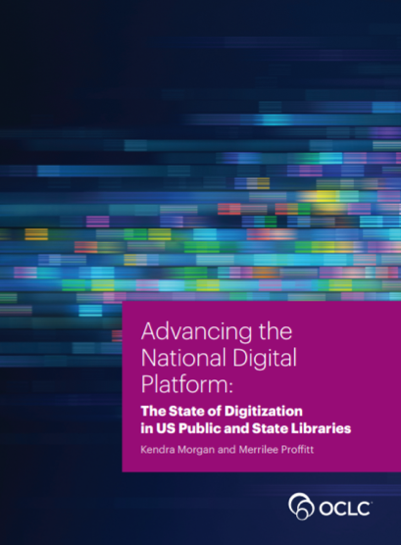 Advancing the
National Digital
Platform:
The State of Digitization
in US Public and State Libraries
Kendra Morgan and Merrilee Proffitt
OCLC